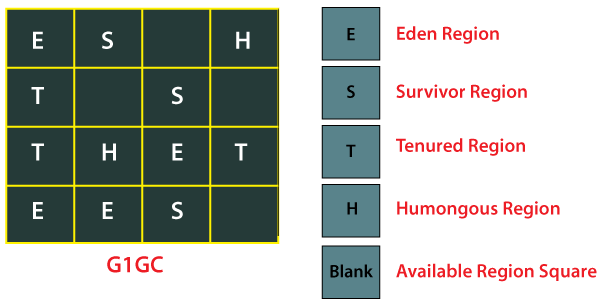 E S H
T S
T H E T
E E S
G1GC
E Eden Region
S Survivor Region
T Tenured Region
H Humongous Region
Blank Available Region Square